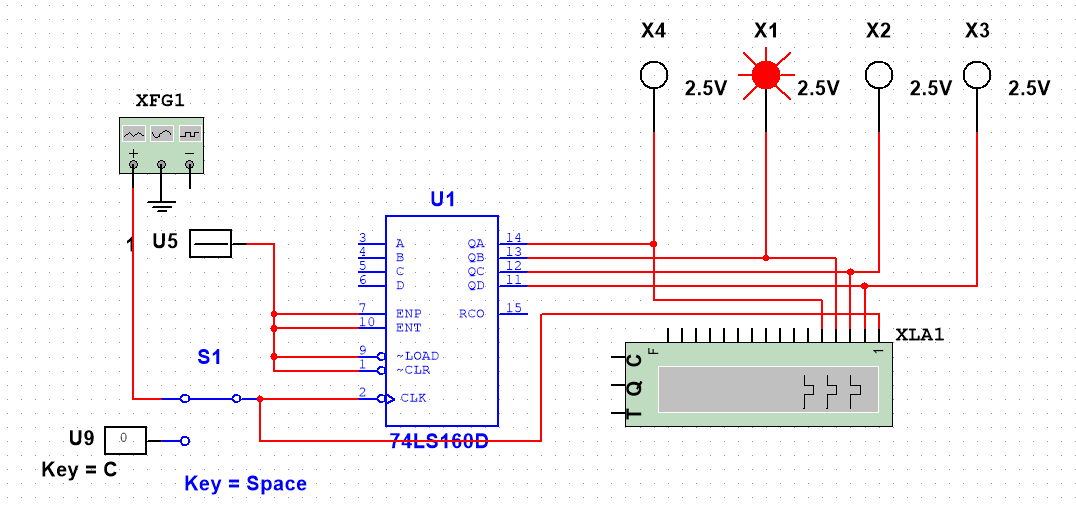 X4 X1 X2 X3
2.5V 2.5V 2.5V 2.5V
XFG1
+ −
U1
1 U5
3 A QA 14
4 B QB 13
5 C QC 12
6 D QD 11
7 ENP RCO 15
10 ENT
XLA1
F 1
S1
9 ~LOAD
1 ~CLR
2 CLK
C
Q
T
74LS160D
U9 0
Key = C
Key = Space